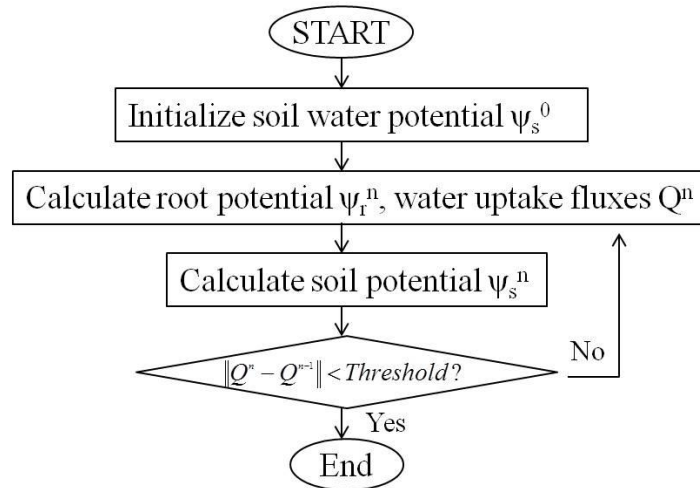 START
Initialize soil water potential ψₛ⁰
Calculate root potential ψᵣⁿ, water uptake fluxes Qⁿ
Calculate soil potential ψₛⁿ
‖Qⁿ − Qⁿ⁻¹‖ < Threshold?
No
Yes
End